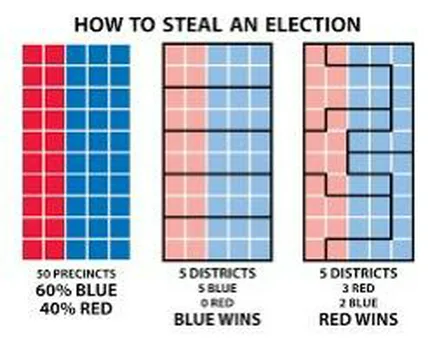 HOW TO STEAL AN ELECTION
50 PRECINCTS
60% BLUE
40% RED
5 DISTRICTS
5 BLUE
0 RED
BLUE WINS
5 DISTRICTS
3 RED
2 BLUE
RED WINS